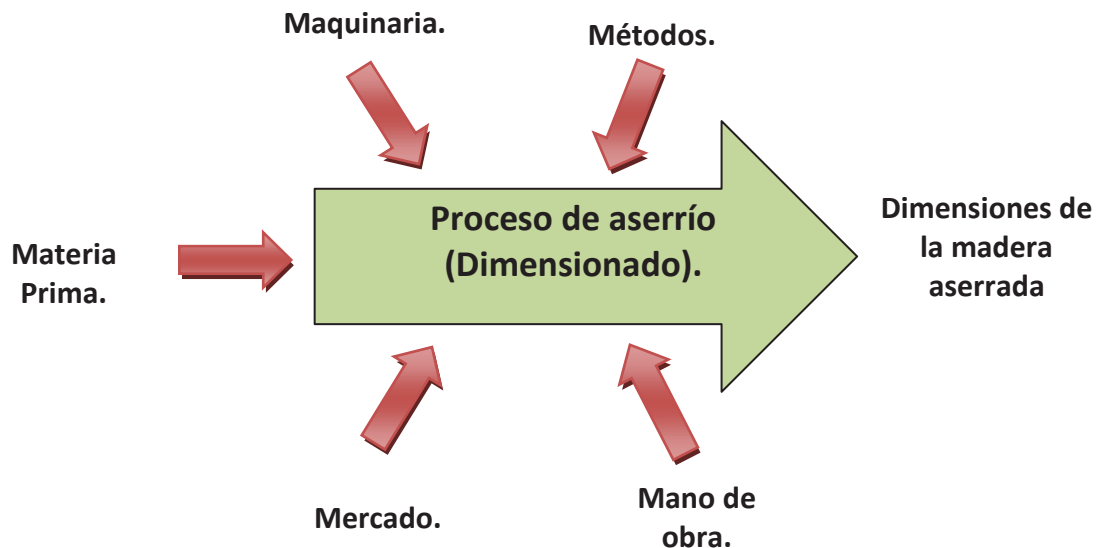 Maquinaria.
Métodos.
Proceso de aserrío
(Dimensionado).
Dimensiones de
la madera
aserrada
Materia
Prima.
Mercado.
Mano de
obra.